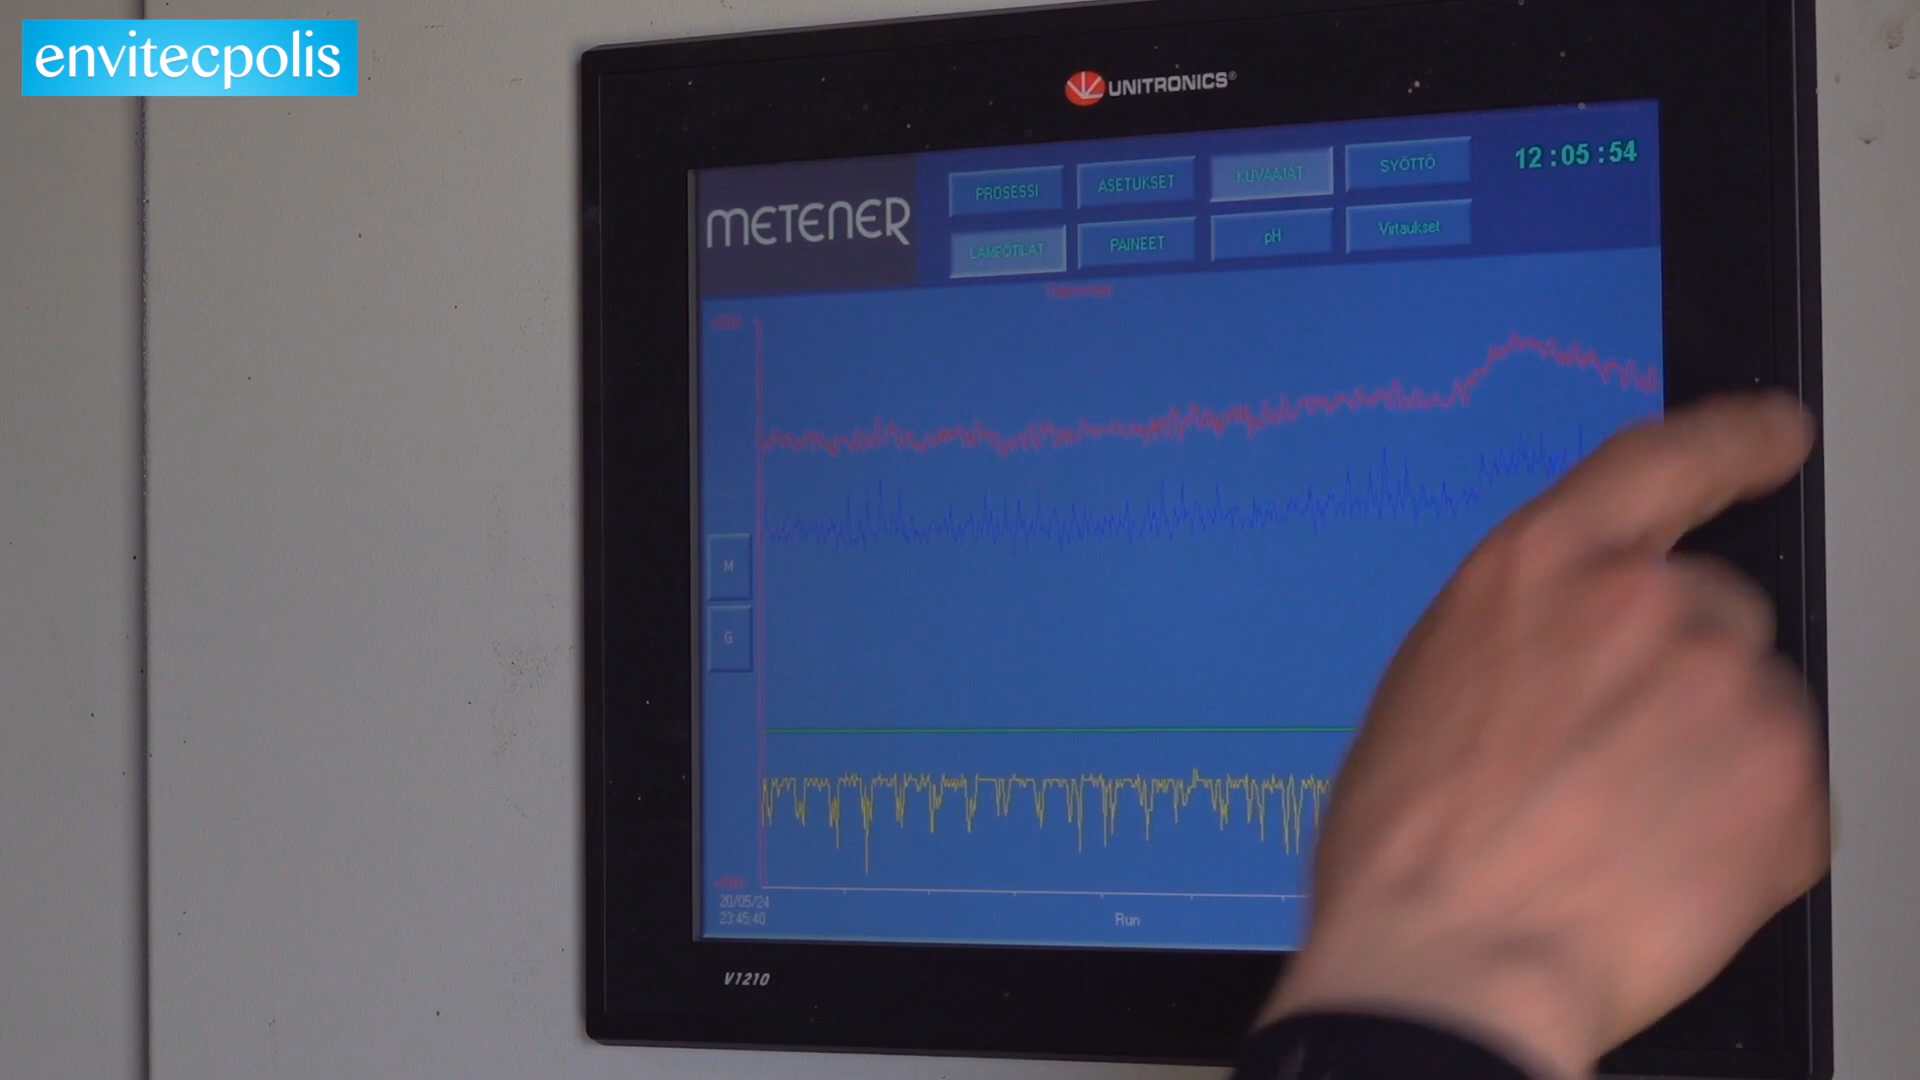 envitecpolis
UNITRONICS®
METENER
PROSESSI
ASETUKSET
KUVAAJAT
SYÖTTÖ
12:05:54
LÄMPÖTILAT
PAINEET
pH
Virtaukset
M
G
20/05/24
23:45:40
Run
V1210